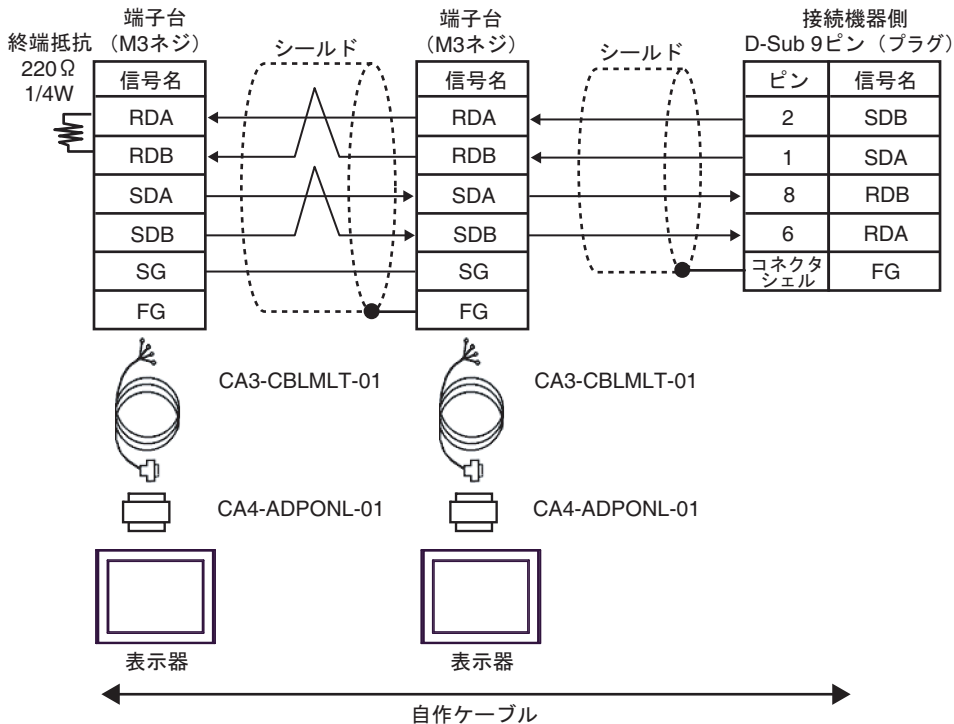 終端抵抗
220Ω
1/4W
端子台
（M3ネジ）
信号名
RDA
RDB
SDA
SDB
SG
FG
シールド
端子台
（M3ネジ）
信号名
RDA
RDB
SDA
SDB
SG
FG
シールド
接続機器側
D-Sub 9ピン（プラグ）
ピン 信号名
2 SDB
1 SDA
8 RDB
6 RDA
コネクタ
シェル FG
CA3-CBLMLT-01
CA3-CBLMLT-01
CA4-ADPONL-01
CA4-ADPONL-01
表示器
表示器
自作ケーブル